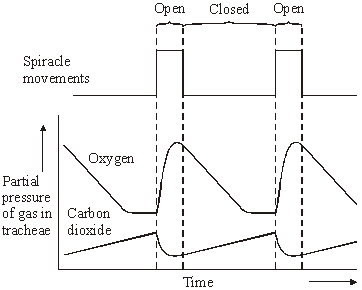 Open Closed Open
Spiracle
movements
Oxygen
Partial
pressure
of gas in
tracheae
Carbon
dioxide
Time